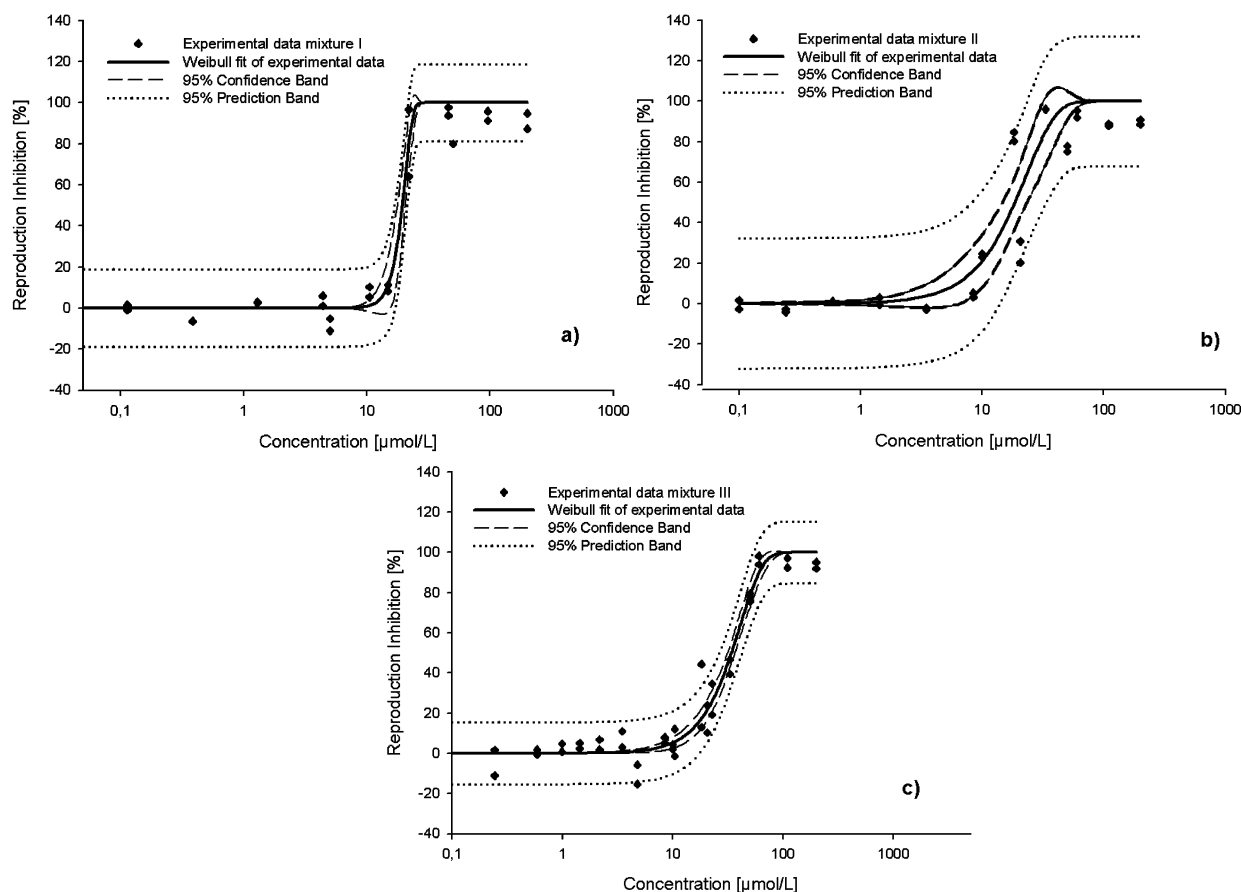 140
120
100
80
60
40
20
0
-20
-40
Reproduction Inhibition [%]
Experimental data mixture I
Weibull fit of experimental data
95% Confidence Band
95% Prediction Band
a)
0,1 1 10 100 1000
Concentration [µmol/L]
140
120
100
80
60
40
20
0
-20
-40
Reproduction Inhibition [%]
Experimental data mixture II
Weibull fit of experimental data
95% Confidence Band
95% Prediction Band
b)
0,1 1 10 100 1000
Concentration [µmol/L]
140
120
100
80
60
40
20
0
-20
-40
Reproduction Inhibition [%]
Experimental data mixture III
Weibull fit of experimental data
95% Confidence Band
95% Prediction Band
c)
0,1 1 10 100 1000
Concentration [µmol/L]